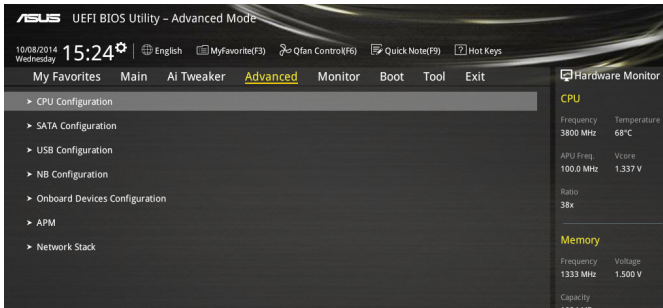 ASUS UEFI BIOS Utility – Advanced Mode
10/08/2014
Wednesday
15:24
English
MyFavorite(F3)
Qfan Control(F6)
Quick Note(F9)
? Hot Keys
My Favorites
Main
Ai Tweaker
Advanced
Monitor
Boot
Tool
Exit
> CPU Configuration
> SATA Configuration
> USB Configuration
> NB Configuration
> Onboard Devices Configuration
> APM
> Network Stack
Hardware Monitor
CPU
Frequency Temperature
3800 MHz 68°C
APU Freq. Vcore
100.0 MHz 1.337 V
Ratio
38x
Memory
Frequency Voltage
1333 MHz 1.500 V
Capacity